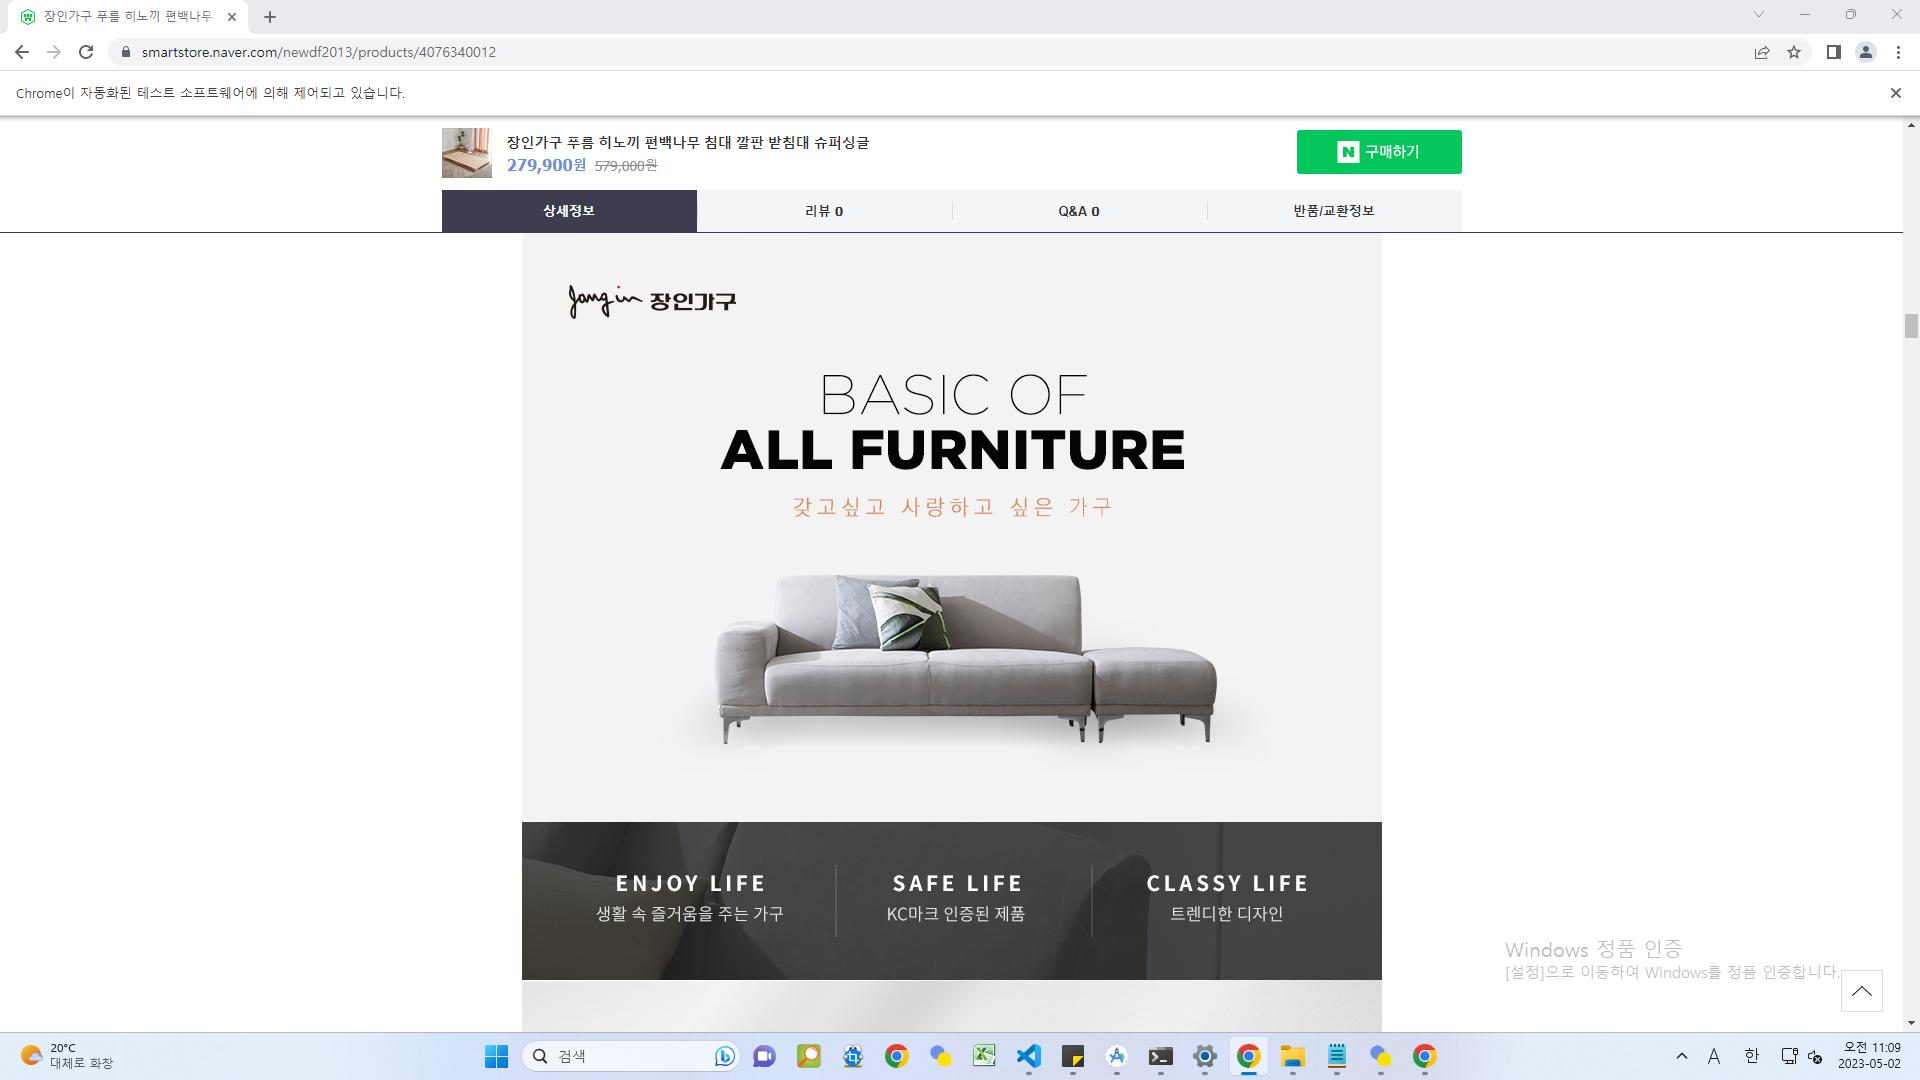 장인가구 푸름 히노끼 편백나무
smartstore.naver.com/newdf2013/products/4076340012
Chrome이 자동화된 테스트 소프트웨어에 의해 제어되고 있습니다.
장인가구 푸름 히노끼 편백나무 침대 깔판 받침대 슈퍼싱글
279,900원 579,000원
N 구매하기
상세정보 리뷰 0 Q&A 0 반품/교환정보
Jangin 장인가구
BASIC OF
ALL FURNITURE
갖고싶고 사랑하고 싶은 가구
ENJOY LIFE SAFE LIFE CLASSY LIFE
생활 속 즐거움을 주는 가구 KC마크 인증된 제품 트렌디한 디자인
Windows 정품 인증
[설정]으로 이동하여 Windows를 정품 인증합니다.
20°C
대체로 화창
검색
A 한
오전 11:09
2023-05-02